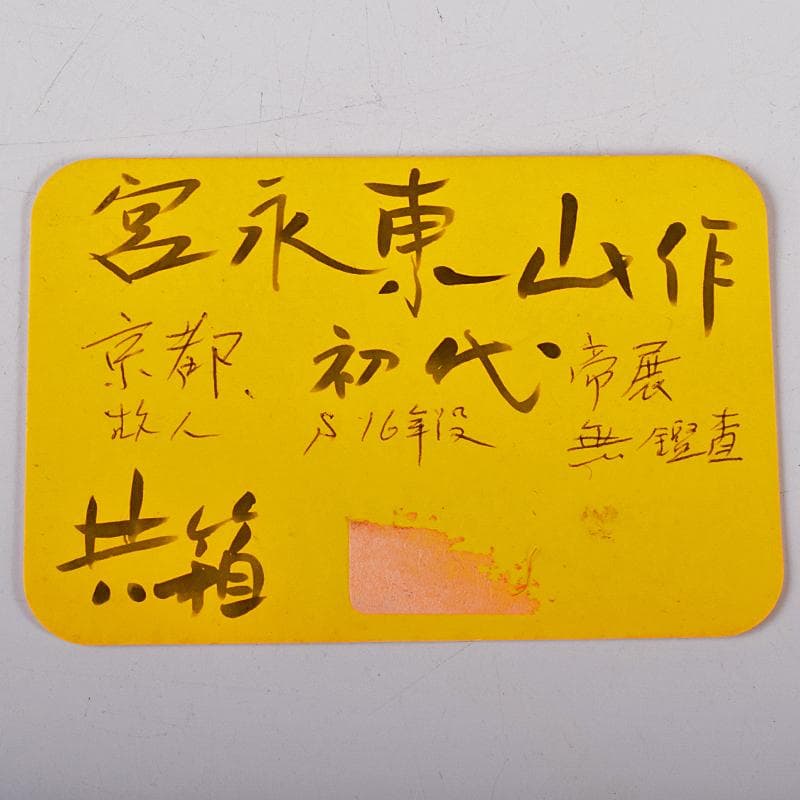 宮永東山作
京都 初代 帝展
故人 S16年没 無鑑査
共箱